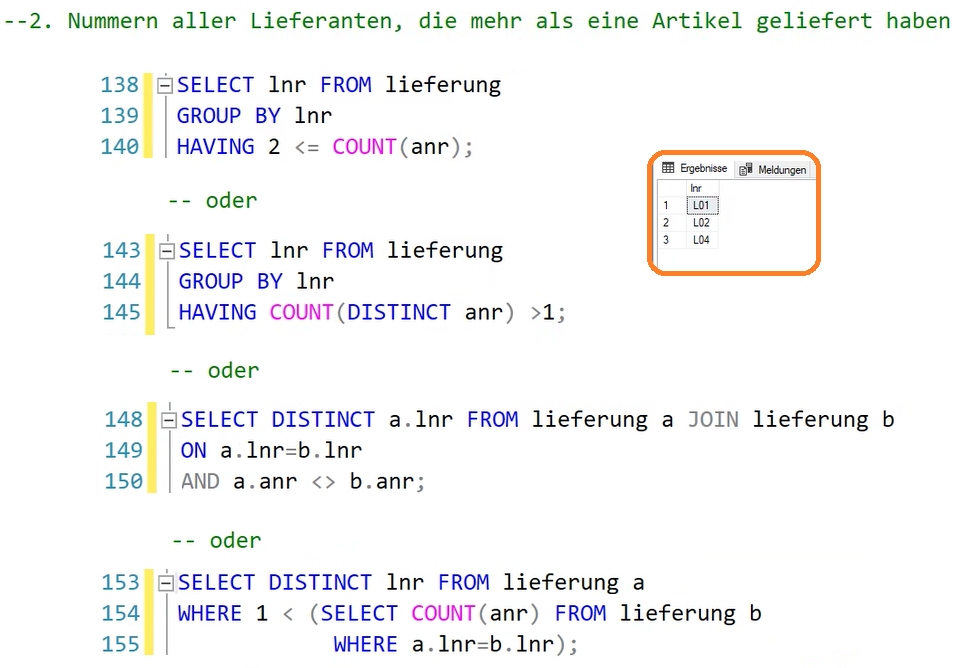 --2. Nummern aller Lieferanten, die mehr als eine Artikel geliefert haben
138 SELECT lnr FROM lieferung
139 GROUP BY lnr
140 HAVING 2 <= COUNT(anr);
-- oder
143 SELECT lnr FROM lieferung
144 GROUP BY lnr
145 HAVING COUNT(DISTINCT anr) >1;
Ergebnisse Meldungen
lnr
1 L01
2 L02
3 L04
-- oder
148 SELECT DISTINCT a.lnr FROM lieferung a JOIN lieferung b
149 ON a.lnr=b.lnr
150 AND a.anr <> b.anr;
-- oder
153 SELECT DISTINCT lnr FROM lieferung a
154 WHERE 1 < (SELECT COUNT(anr) FROM lieferung b
155 WHERE a.lnr=b.lnr);